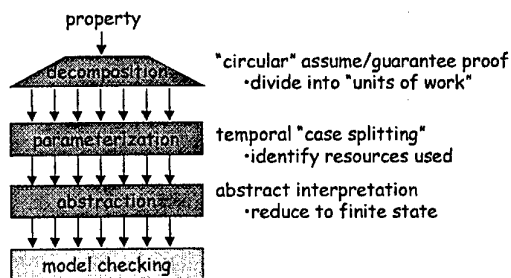 property
decomposition
"circular" assume/guarantee proof
•divide into "units of work"
parameterization
temporal "case splitting"
•identify resources used
abstraction
abstract interpretation
•reduce to finite state
model checking